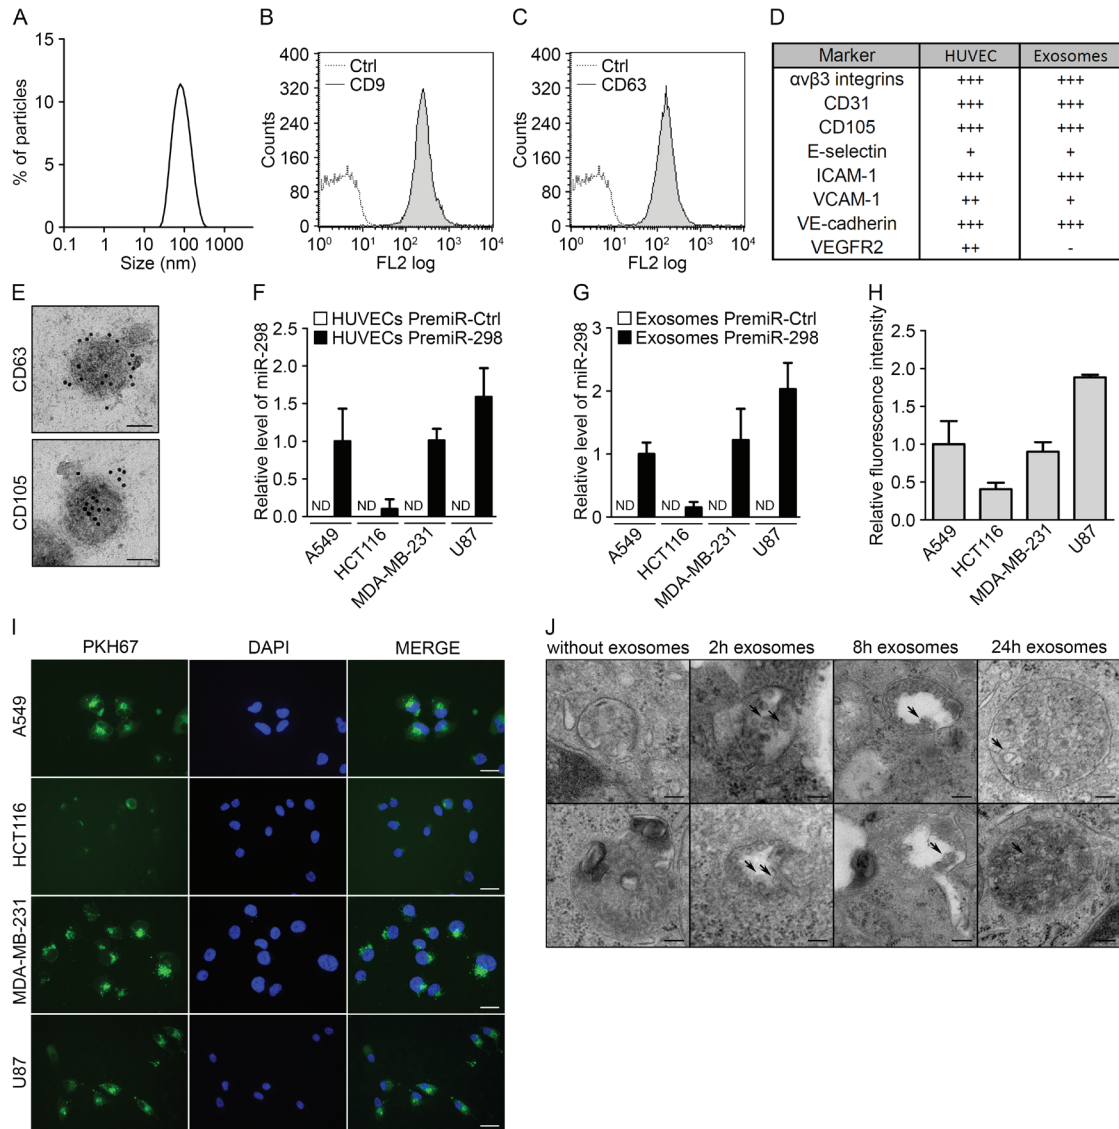 A
15
10
5
0
% of particles
0.1 1 10 100 1000
Size (nm)
B
400
320
240
160
80
0
Counts
Ctrl
CD9
10⁰ 10¹ 10² 10³ 10⁴
FL2 log
C
400
320
240
160
80
0
Counts
Ctrl
CD63
10⁰ 10¹ 10² 10³ 10⁴
FL2 log
D
Marker HUVEC Exosomes
αvβ3 integrins +++ +++
CD31 +++ +++
CD105 +++ +++
E-selectin + +
ICAM-1 +++ +++
VCAM-1 ++ +
VE-cadherin +++ +++
VEGFR2 ++ -
E
CD63
CD105
F
HUVECs PremiR-Ctrl
HUVECs PremiR-298
2.5
2.0
1.5
1.0
0.5
0.0
Relative level of miR-298
ND ND ND ND
A549 HCT116 MDA-MB-231 U87
G
Exosomes PremiR-Ctrl
Exosomes PremiR-298
3
2
1
0
Relative level of miR-298
ND ND ND ND
A549 HCT116 MDA-MB-231 U87
H
2.5
2.0
1.5
1.0
0.5
0.0
Relative fluorescence intensity
A549 HCT116 MDA-MB-231 U87
I
PKH67 DAPI MERGE
A549
HCT116
MDA-MB-231
U87
J
without exosomes 2h exosomes 8h exosomes 24h exosomes